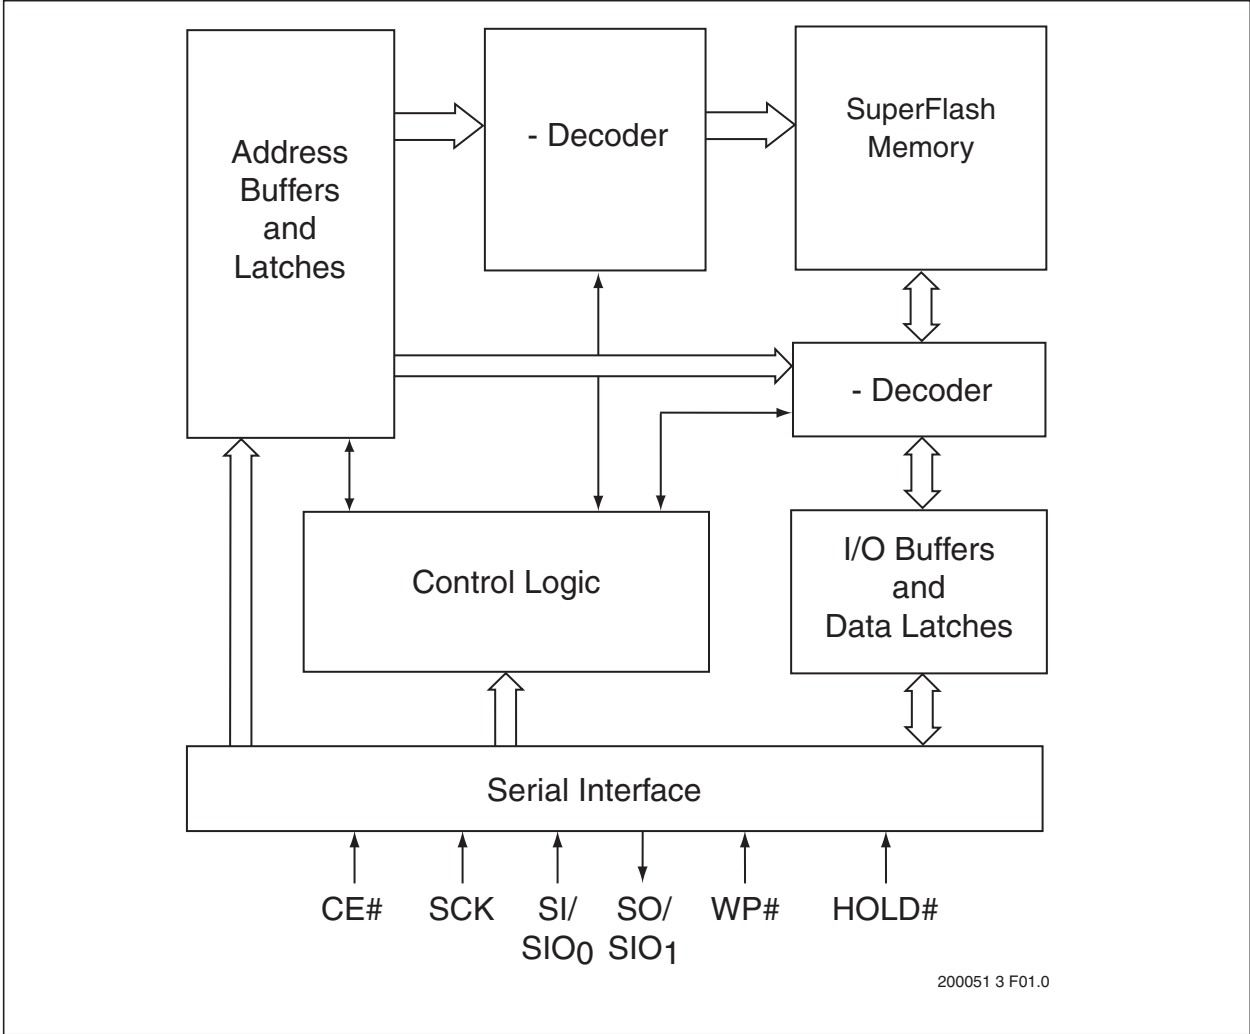 Address
Buffers
and
Latches
- Decoder
SuperFlash
Memory
- Decoder
Control Logic
I/O Buffers
and
Data Latches
Serial Interface
CE# SCK SI/ SO/ WP# HOLD#
SIO0 SIO1
200051 3 F01.0